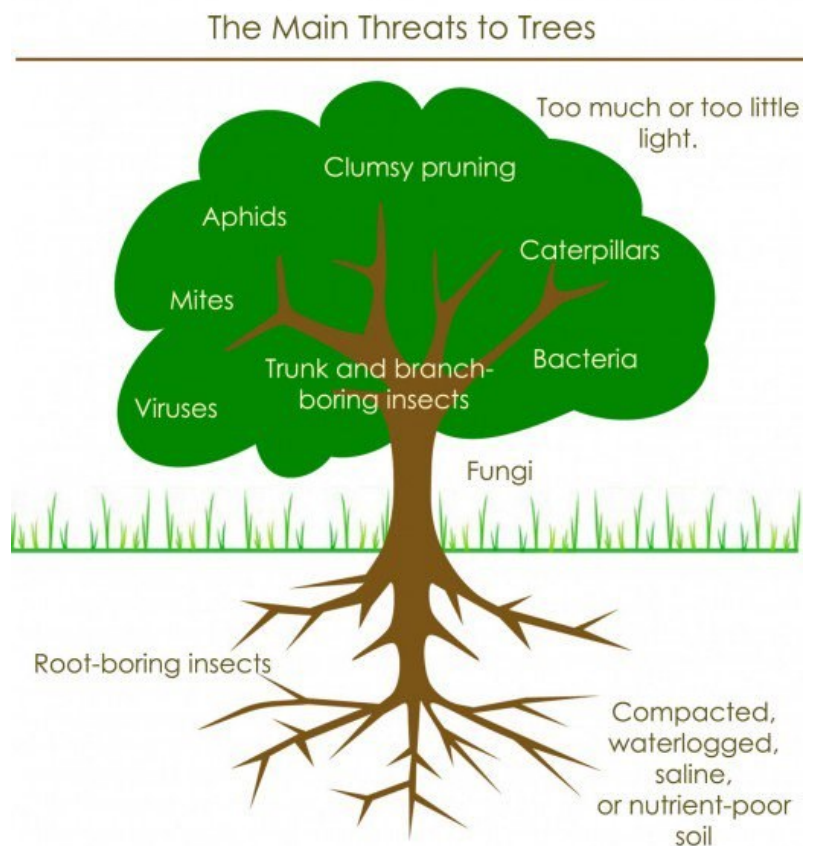 The Main Threats to Trees
Too much or too little
light.
Clumsy pruning
Aphids
Caterpillars
Mites
Bacteria
Trunk and branch-
boring insects
Viruses
Fungi
Root-boring insects
Compacted,
waterlogged,
saline,
or nutrient-poor
soil